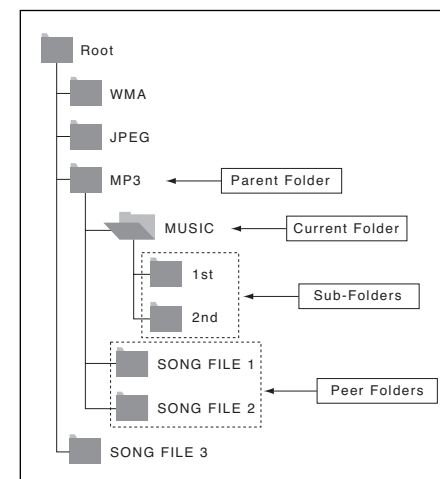 Root
WMA
JPEG
MP3 Parent Folder
MUSIC Current Folder
1st
Sub-Folders
2nd
SONG FILE 1
Peer Folders
SONG FILE 2
SONG FILE 3